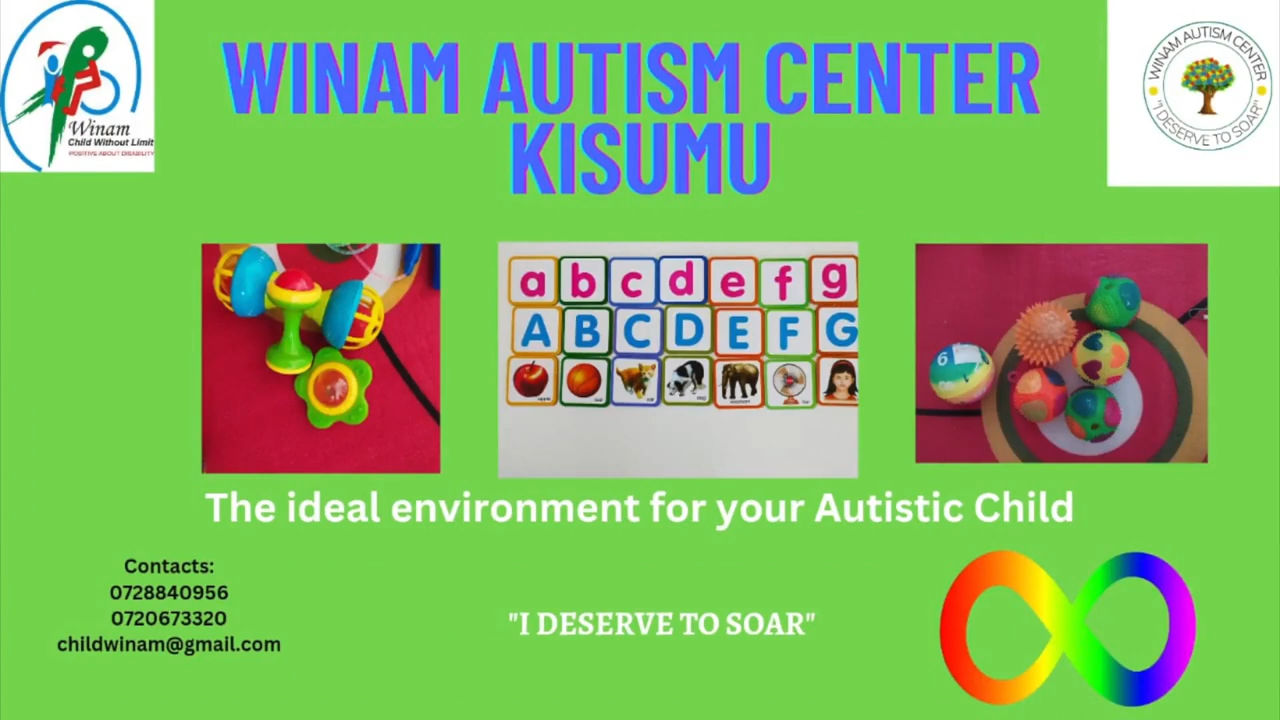 WINAM AUTISM CENTER
KISUMU
Winam
Child Without Limit
POSITIVE ABOUT DISABILITY
WINAM AUTISM CENTER
"I DESERVE TO SOAR"
a b c d e f g
A B C D E F G
6
The ideal environment for your Autistic Child
Contacts:
0728840956
0720673320
childwinam@gmail.com
"I DESERVE TO SOAR"